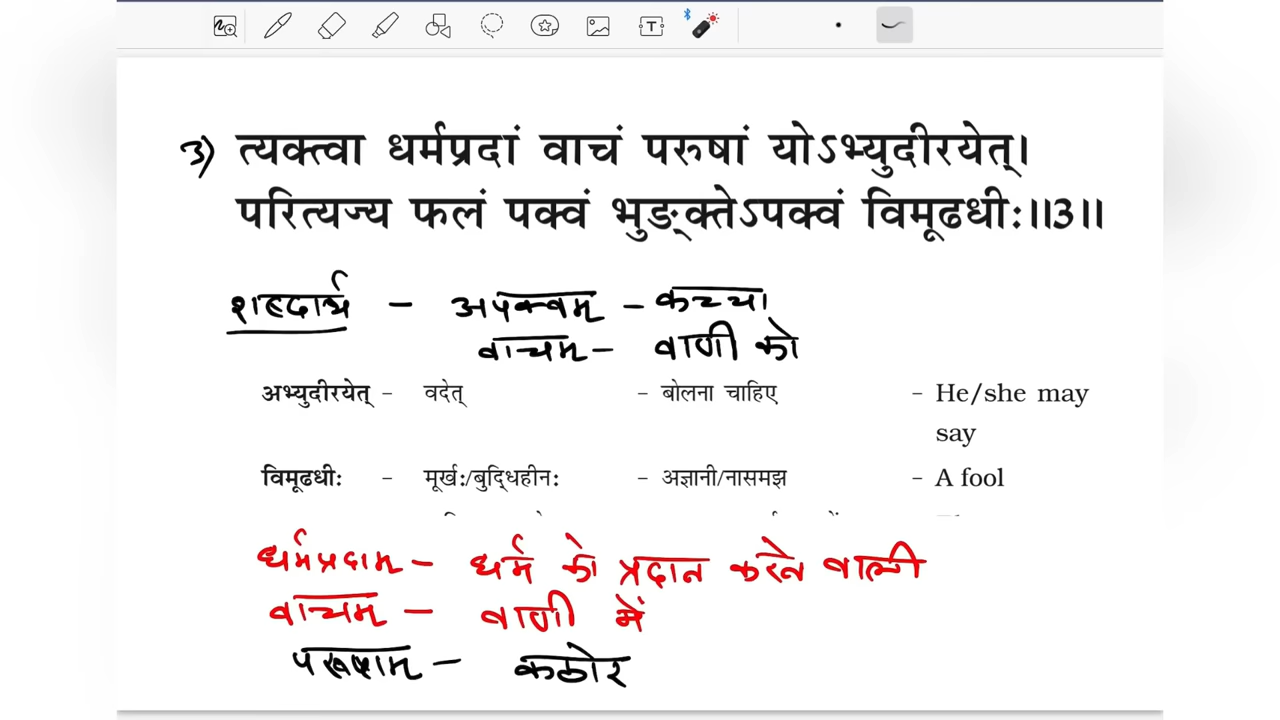 3) त्यक्त्वा धर्मप्रदां वाचं परुषां योऽभ्युदीरयेत्।
परित्यज्य फलं पक्वं भुङ्क्तेऽपक्वं विमूढधीः॥3॥
शब्दार्थ - अपक्वम् - कच्चा
वाचम् - वाणी को
अभ्युदीरयेत् - वदेत् - बोलना चाहिए - He/she may
say
विमूढधीः - मूर्खः/बुद्धिहीनः - अज्ञानी/नासमझ - A fool
धर्मप्रदाम् - धर्म को प्रदान करने वाली
वाचम् - वाणी में
परुषाम् - कठोर